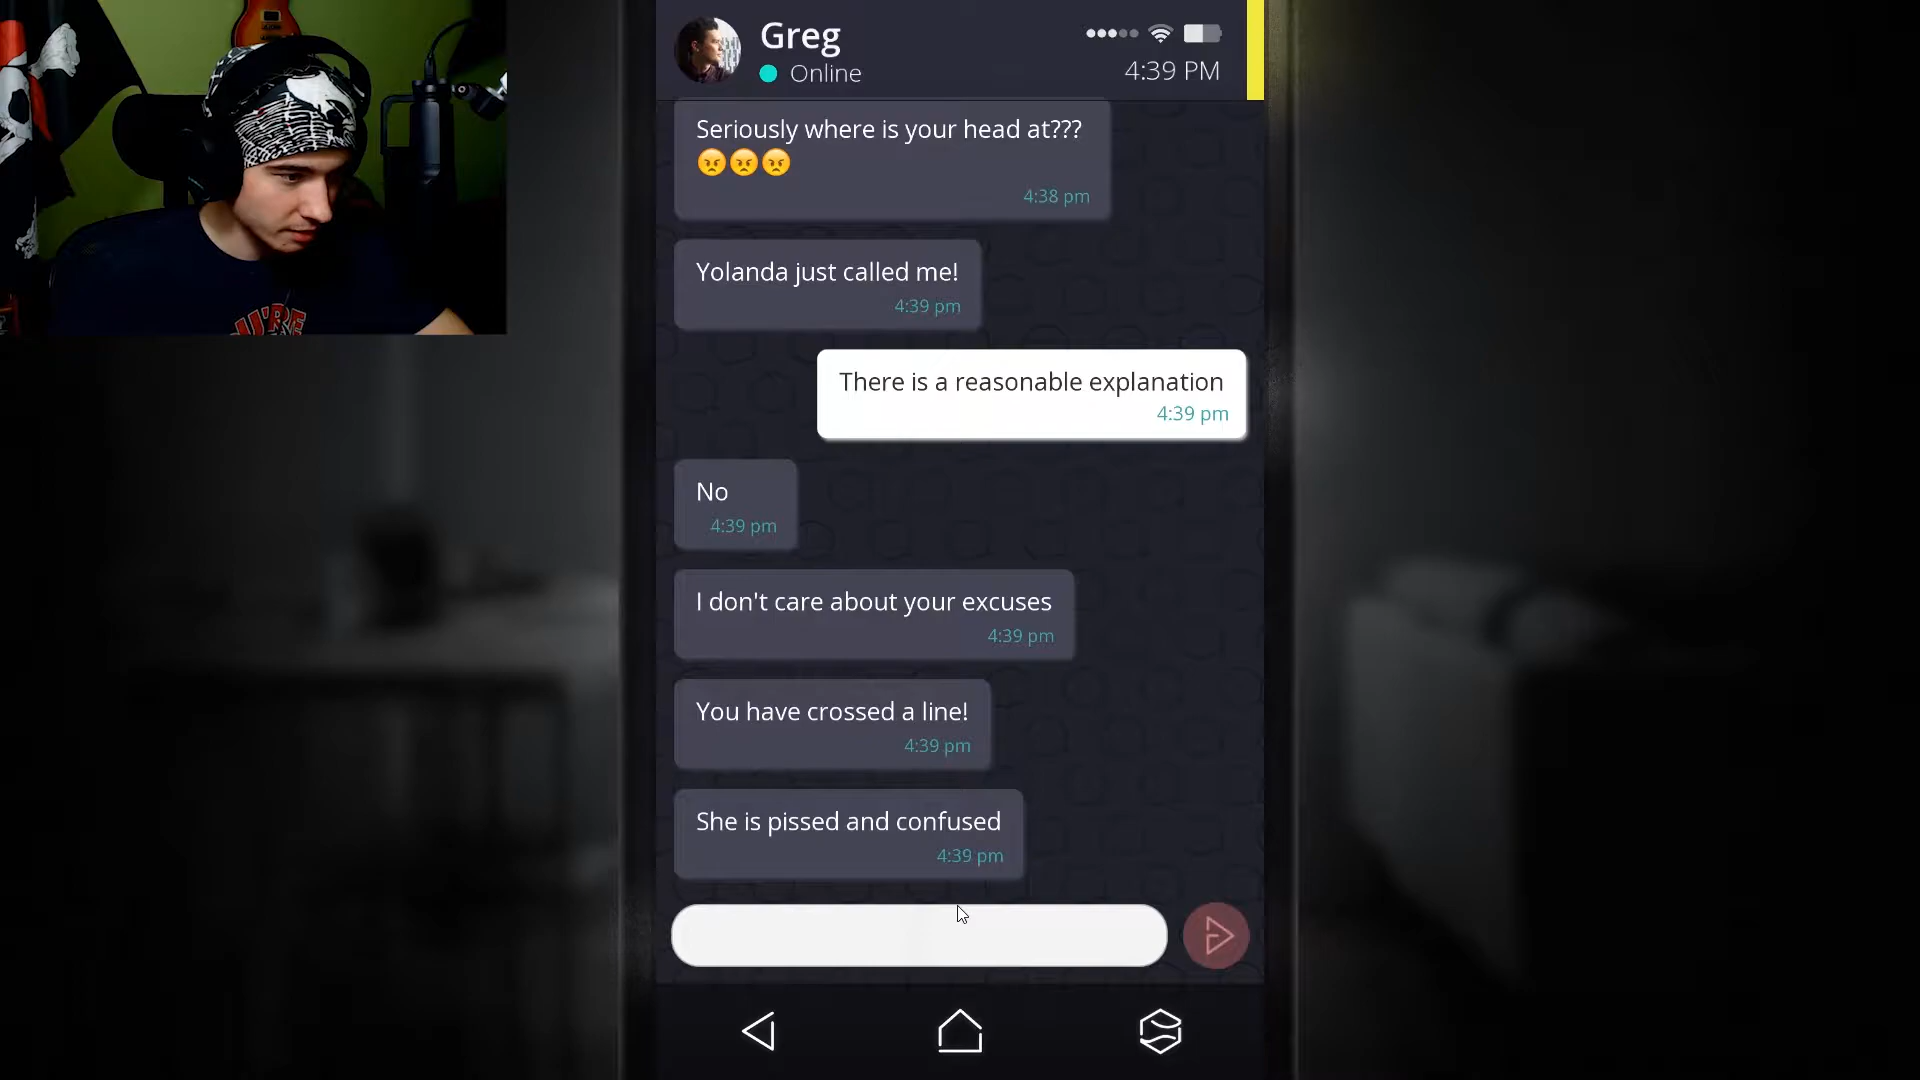 Greg
Online
4:39 PM
Seriously where is your head at???
😠😠😠
4:38 pm
Yolanda just called me!
4:39 pm
There is a reasonable explanation
4:39 pm
No
4:39 pm
I don't care about your excuses
4:39 pm
You have crossed a line!
4:39 pm
She is pissed and confused
4:39 pm